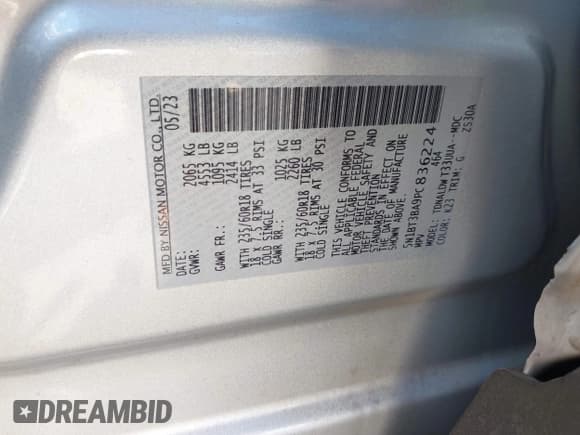 MFD BY NISSAN MOTOR CO., LTD.
DATE: 05/23
GVWR: 2065 KG
4553 LB
GAWR FR.: 1095 KG
2414 LB
WITH 235/60R18 TIRES
18 X 7.5 RIMS AT 33 PSI
COLD SINGLE
GAWR RR.: 1025 KG
2260 LB
WITH 235/60R18 TIRES
18 X 7.5 RIMS AT 30 PSI
COLD SINGLE
THIS VEHICLE CONFORMS TO
ALL APPLICABLE FEDERAL
MOTOR VEHICLE SAFETY AND
THEFT PREVENTION
STANDARDS IN EFFECT ON
THE DATE OF MANUFACTURE
SHOWN ABOVE.
5N1BT3BA9PC836224
MPV 464
MODEL: TDNALDW T33UUA--MDC
COLOR: K23 TRIM: G ZS30A
DREAMBID